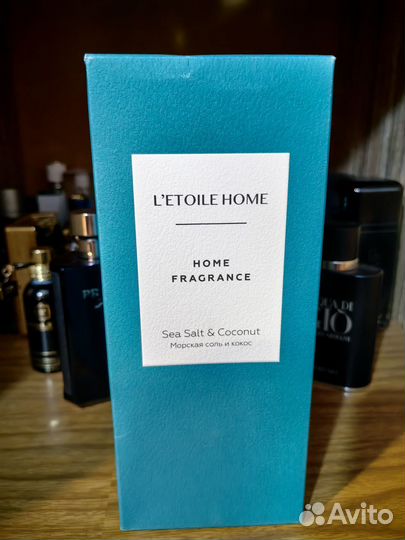 L'ETOILE HOME
HOME
FRAGRANCE
Sea Salt & Coconut
Морская соль и кокос
Avito